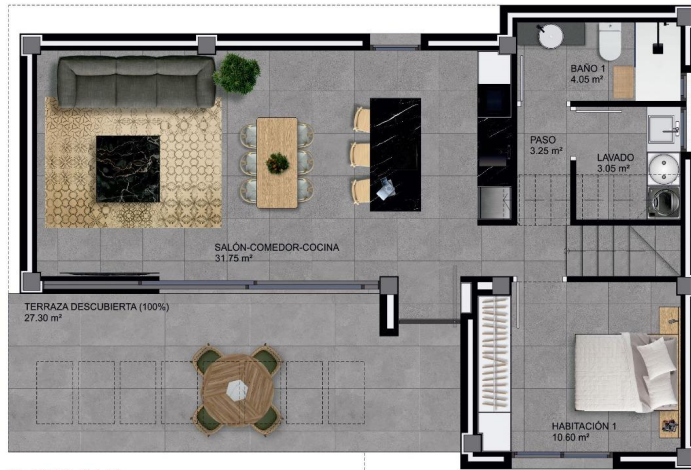 BAÑO 1
4.05 m²
PASO
3.25 m²
LAVADO
3.05 m²
SALÓN-COMEDOR-COCINA
31.75 m²
TERRAZA DESCUBIERTA (100%)
27.30 m²
HABITACIÓN 1
10.60 m²